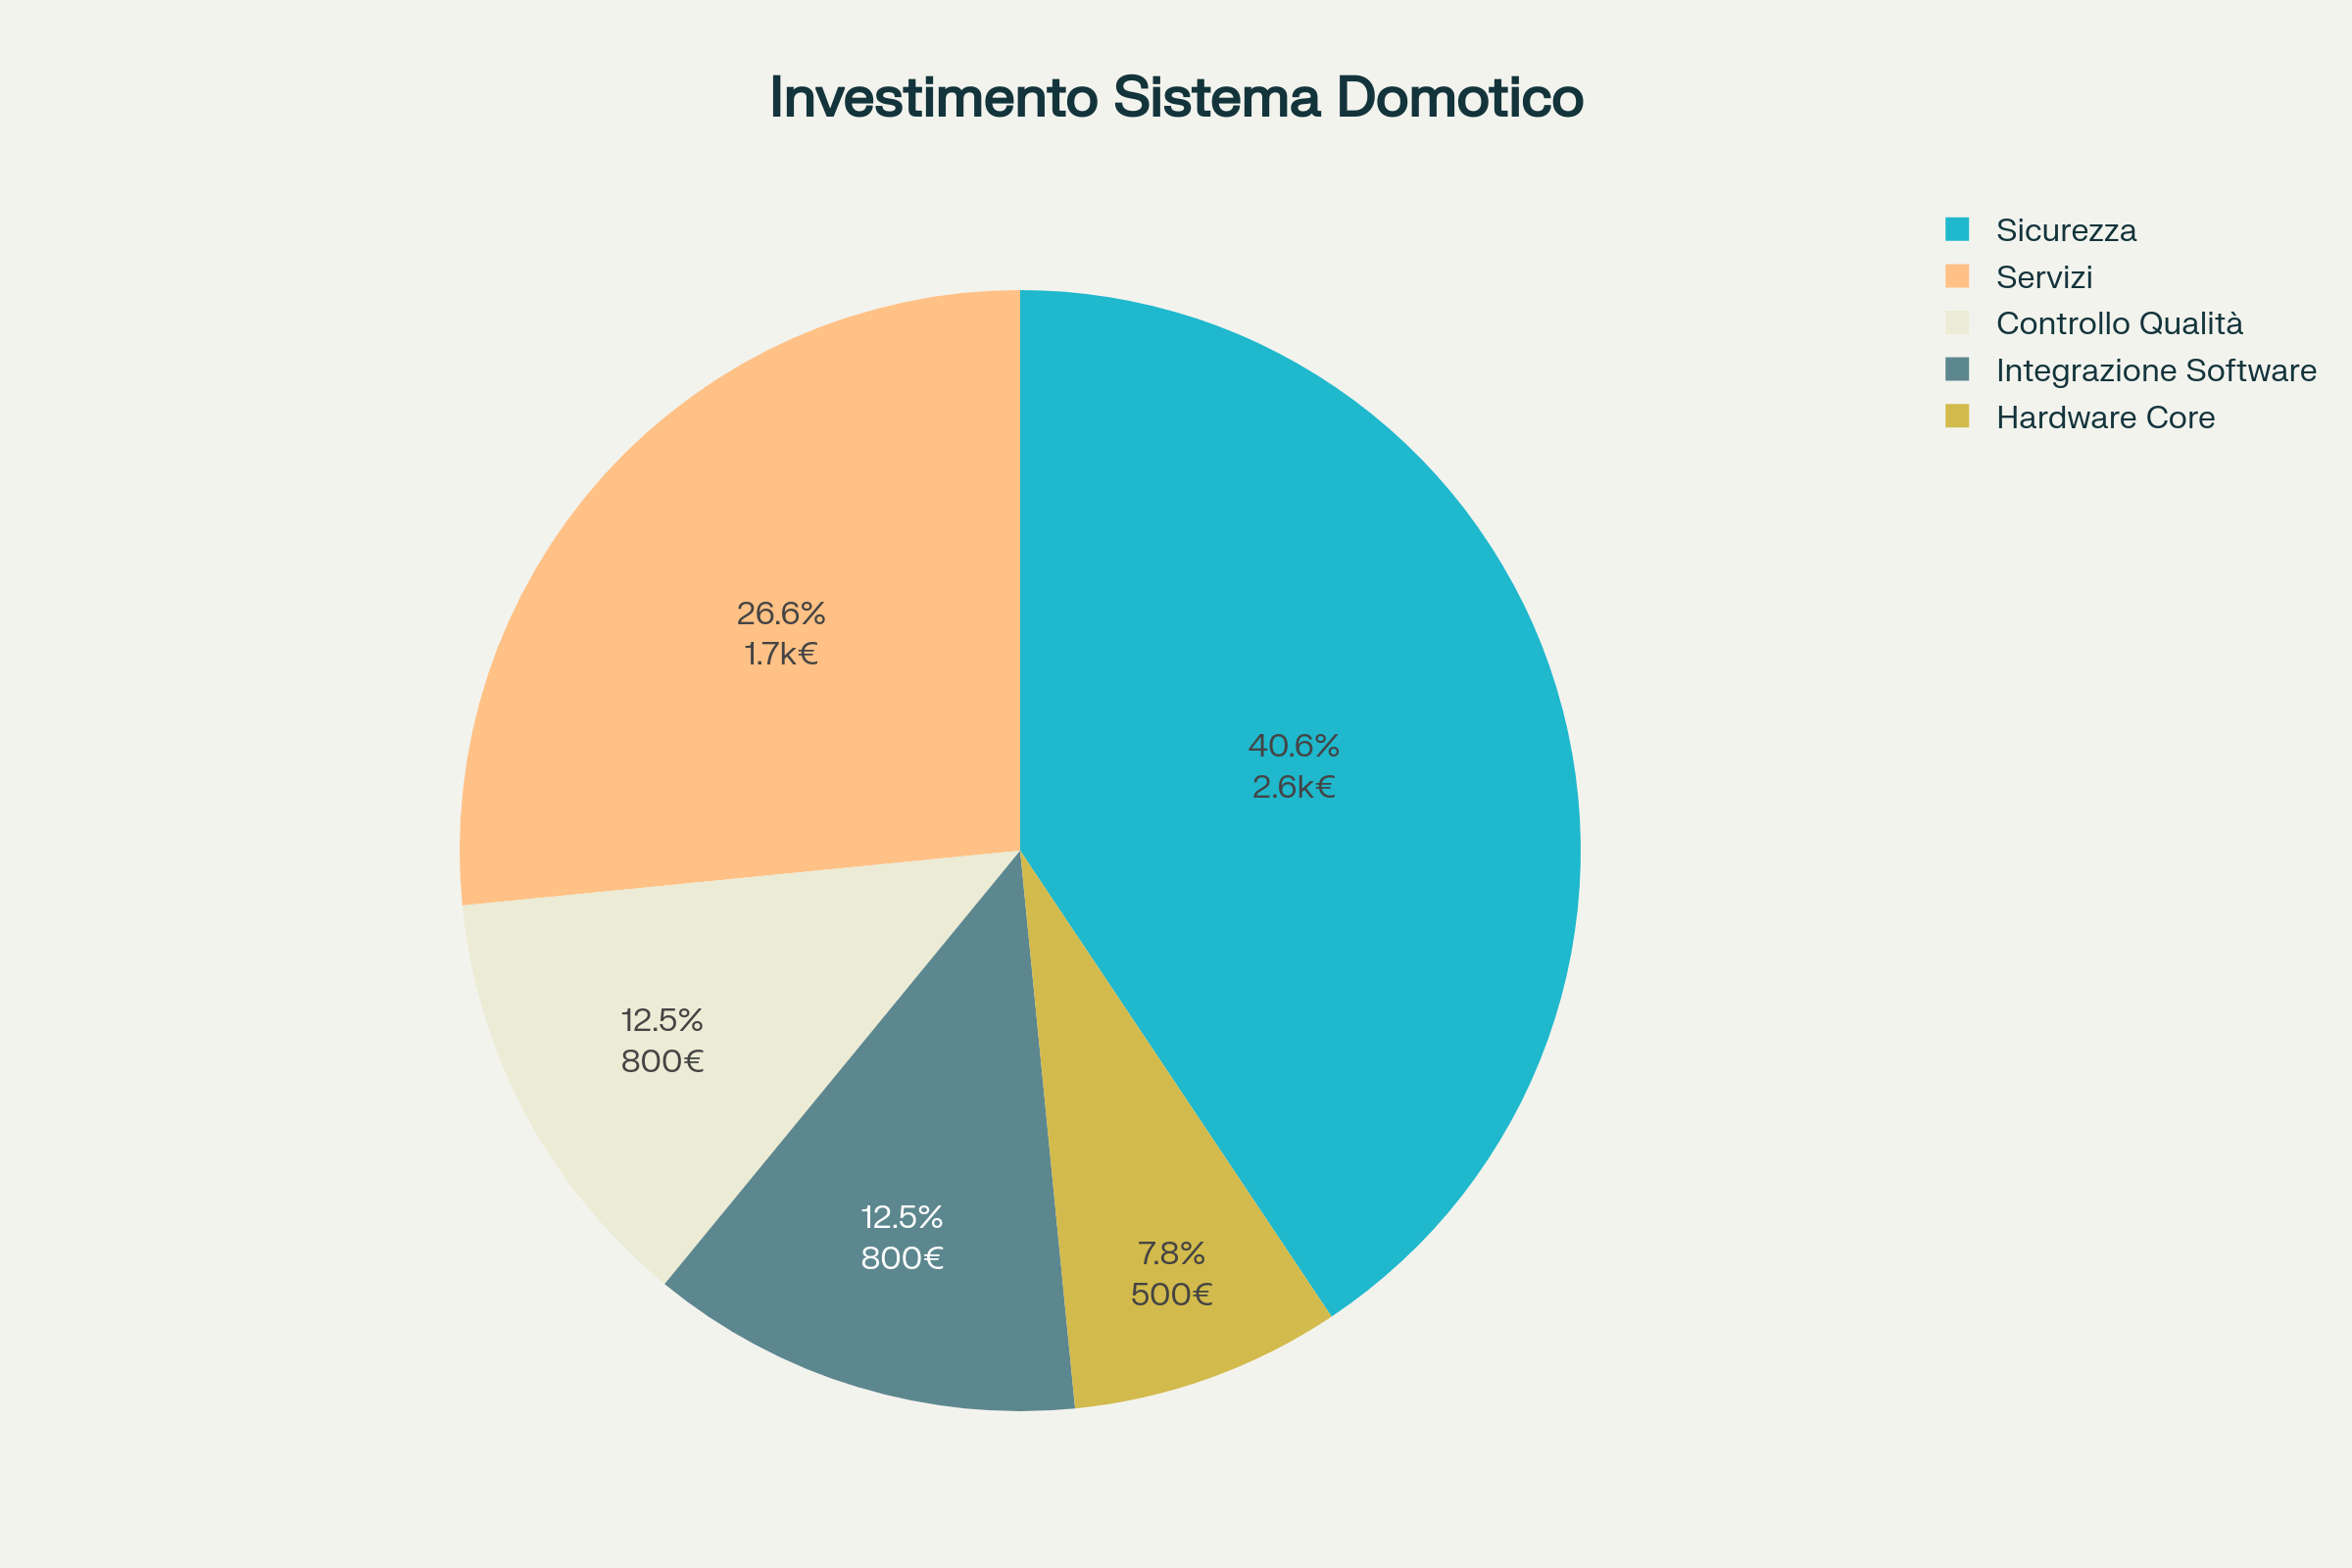 Investimento Sistema Domotico
Sicurezza
Servizi
Controllo Qualità
Integrazione Software
Hardware Core
26.6%
1.7k€
40.6%
2.6k€
12.5%
800€
12.5%
800€
7.8%
500€